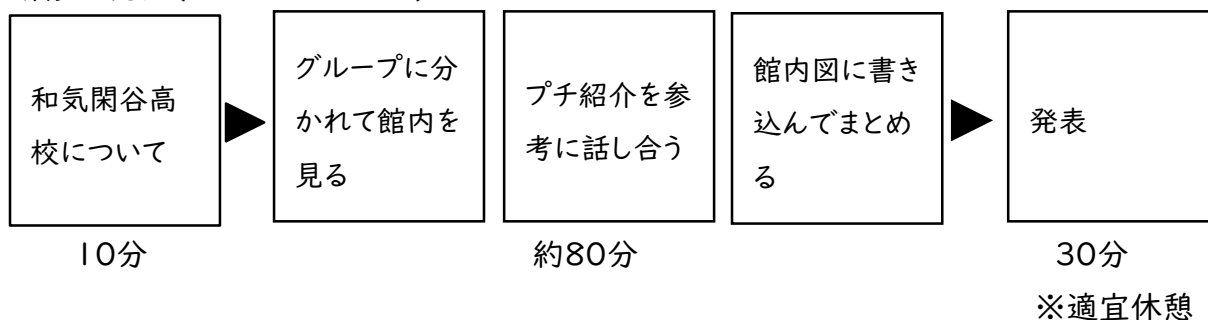 和気閑谷高
校について
グループに分
かれて館内を
見る
プチ紹介を参
考に話し合う
館内図に書き
込んでまとめ
る
発表
10分
約80分
30分
※適宜休憩